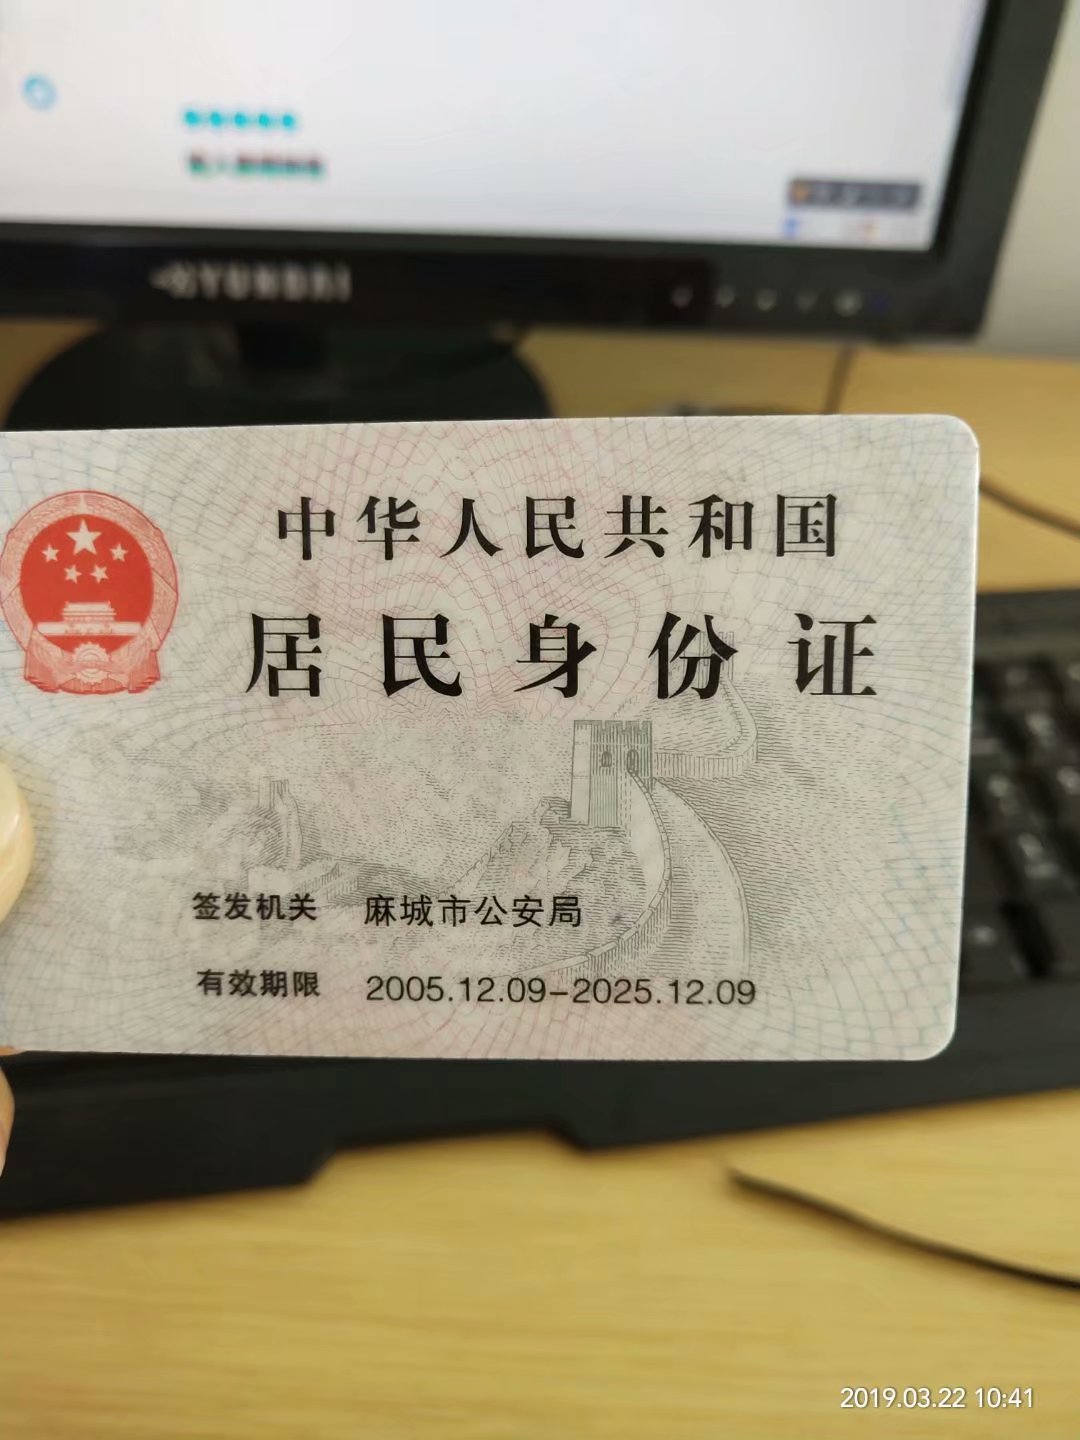 中华人民共和国
居民身份证
签发机关 麻城市公安局
有效期限 2005.12.09-2025.12.09
2019.03.22 10:41